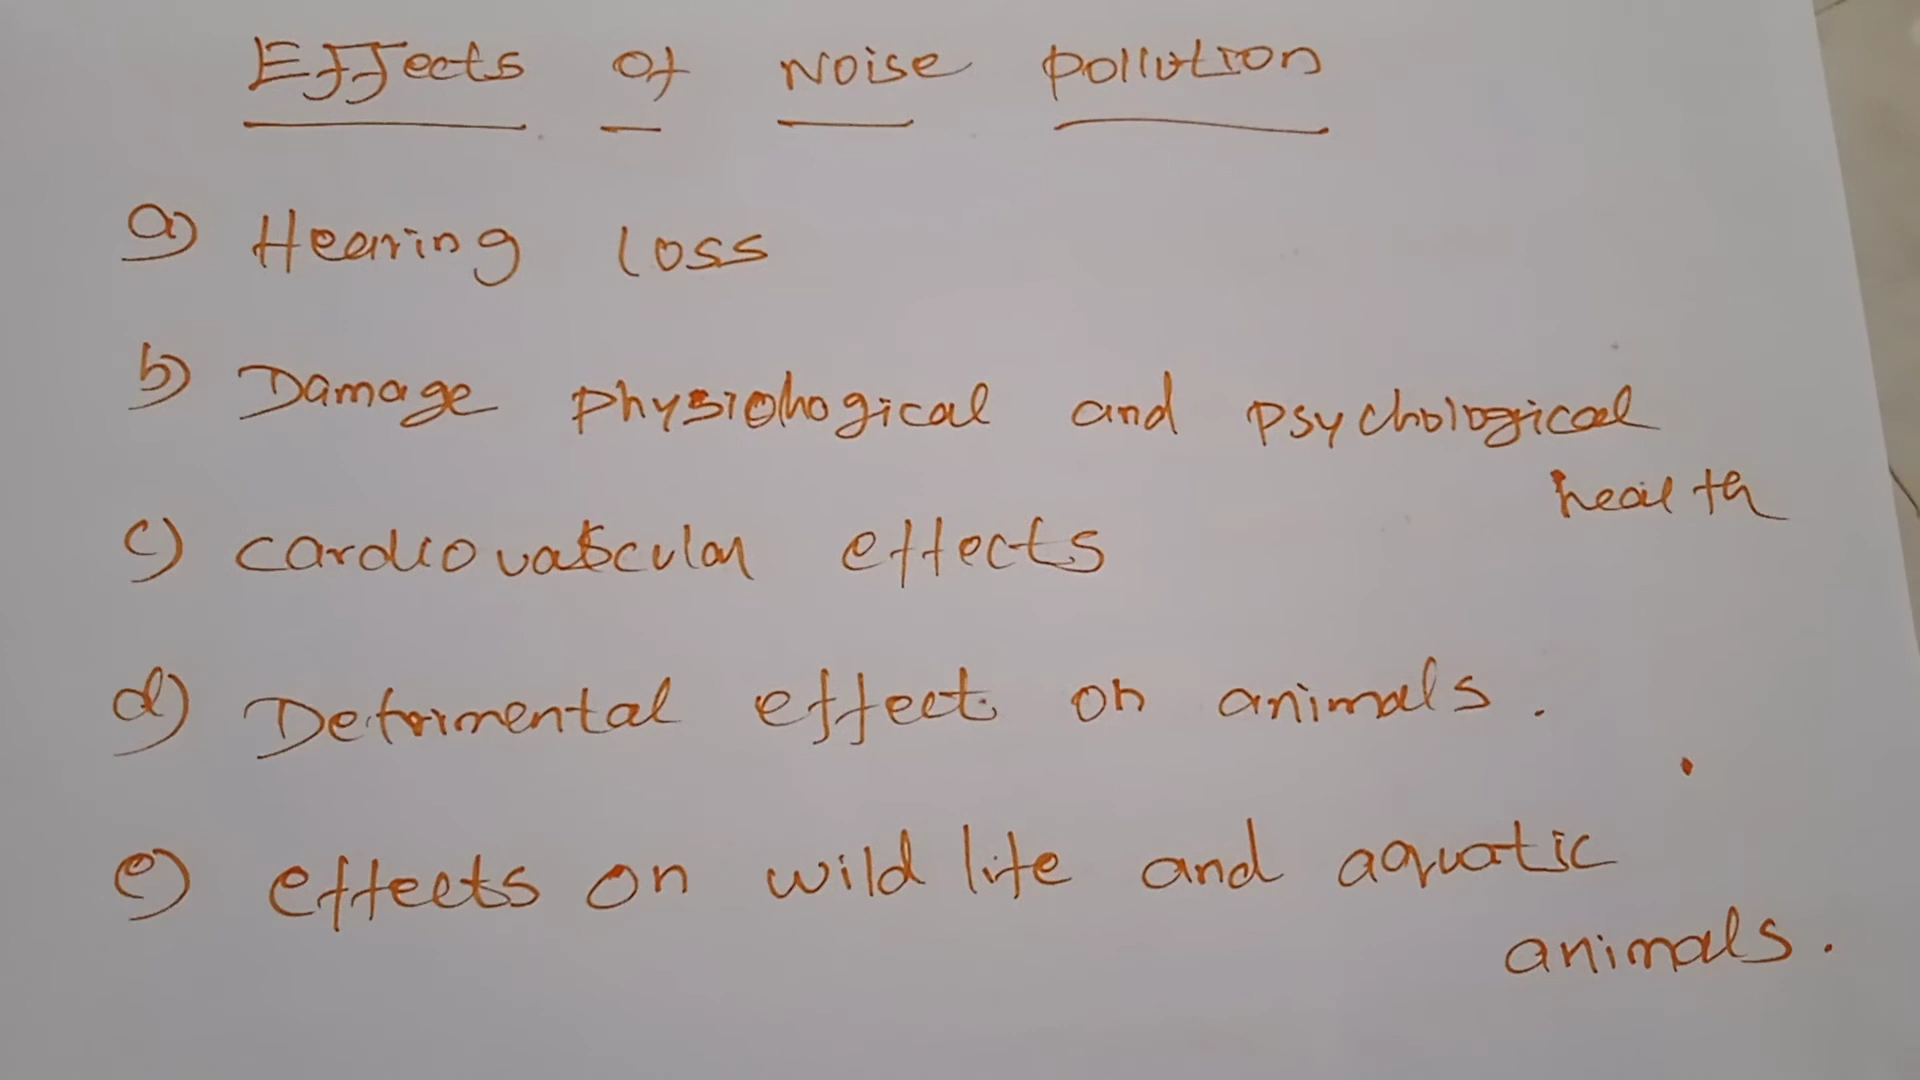 Effects of Noise pollution
a) Hearing loss
b) Damage physiological and psychological
health
c) cardiovascular effects
d) Detrimental effect on animals.
e) effects on wild life and aquatic
animals.